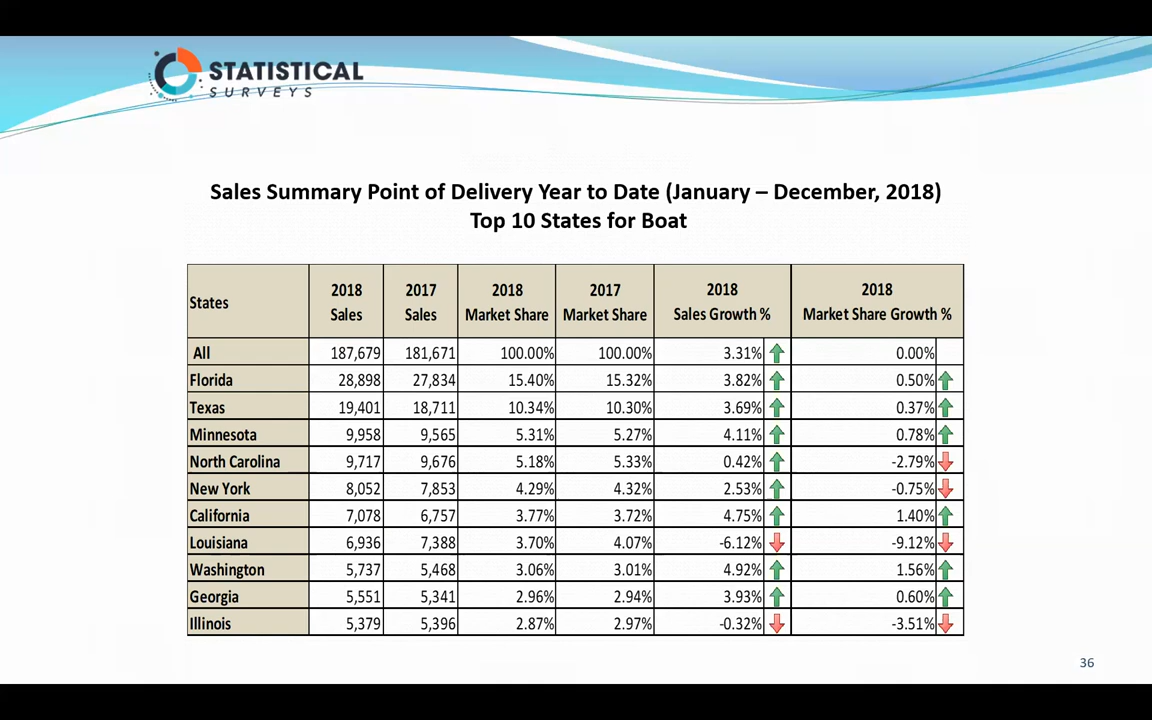 STATISTICAL
SURVEYS
Sales Summary Point of Delivery Year to Date (January – December, 2018)
Top 10 States for Boat
States 2018 Sales 2017 Sales 2018 Market Share 2017 Market Share 2018 Sales Growth % 2018 Market Share Growth %
All 187,679 181,671 100.00% 100.00% 3.31% 0.00%
Florida 28,898 27,834 15.40% 15.32% 3.82% 0.50%
Texas 19,401 18,711 10.34% 10.30% 3.69% 0.37%
Minnesota 9,958 9,565 5.31% 5.27% 4.11% 0.78%
North Carolina 9,717 9,676 5.18% 5.33% 0.42% -2.79%
New York 8,052 7,853 4.29% 4.32% 2.53% -0.75%
California 7,078 6,757 3.77% 3.72% 4.75% 1.40%
Louisiana 6,936 7,388 3.70% 4.07% -6.12% -9.12%
Washington 5,737 5,468 3.06% 3.01% 4.92% 1.56%
Georgia 5,551 5,341 2.96% 2.94% 3.93% 0.60%
Illinois 5,379 5,396 2.87% 2.97% -0.32% -3.51%
36